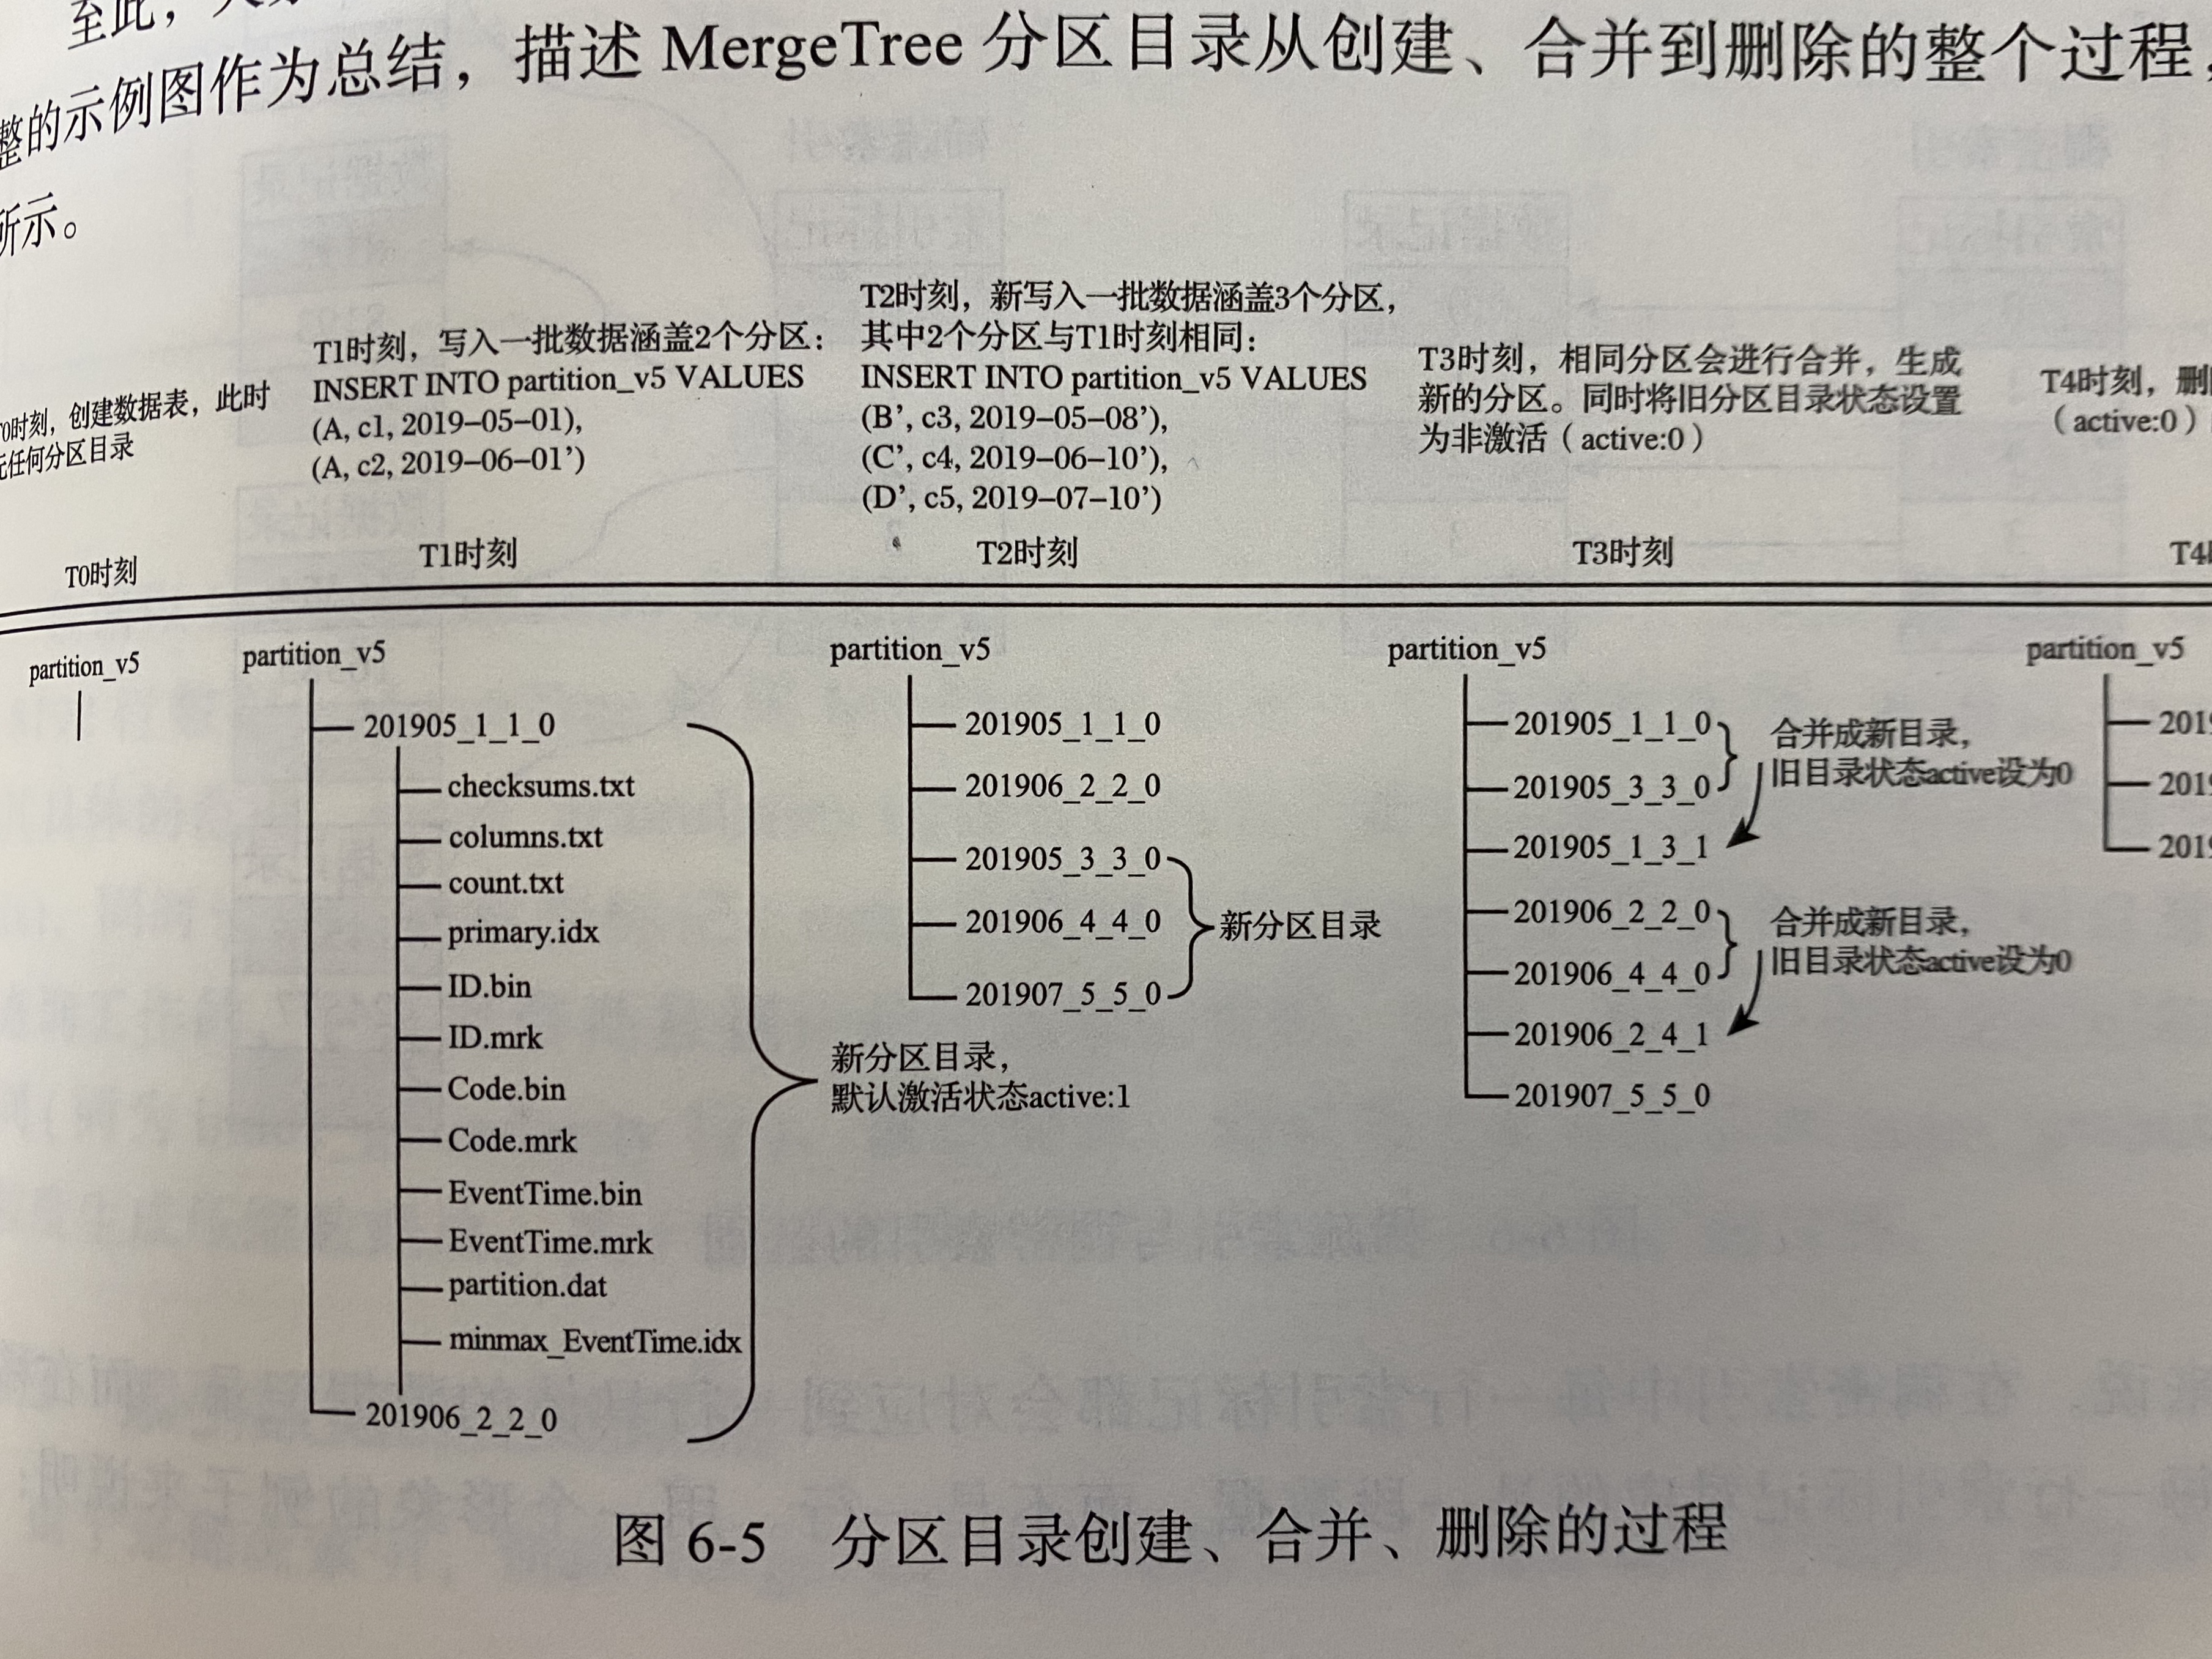 至此，
整的示例图作为总结，描述 MergeTree 分区目录从创建、合并到删除的整个过程，
所示。
T0时刻，创建数据表，此时
无任何分区目录
T1时刻，写入一批数据涵盖2个分区：
INSERT INTO partition_v5 VALUES
(A, c1, 2019–05–01),
(A, c2, 2019–06–01’)
T2时刻，新写入一批数据涵盖3个分区，
其中2个分区与T1时刻相同：
INSERT INTO partition_v5 VALUES
(B’, c3, 2019–05–08’),
(C’, c4, 2019–06–10’),
(D’, c5, 2019–07–10’)
T3时刻，相同分区会进行合并，生成
新的分区。同时将旧分区目录状态设置
为非激活（active:0）
T4时刻，删
（active:0）
T0时刻
T1时刻
T2时刻
T3时刻
T4
partition_v5
partition_v5
201905_1_1_0
checksums.txt
columns.txt
count.txt
primary.idx
ID.bin
ID.mrk
Code.bin
Code.mrk
EventTime.bin
EventTime.mrk
partition.dat
minmax_EventTime.idx
201906_2_2_0
新分区目录，
默认激活状态active:1
partition_v5
201905_1_1_0
201906_2_2_0
201905_3_3_0
201906_4_4_0
201907_5_5_0
新分区目录
partition_v5
201905_1_1_0
201905_3_3_0
201905_1_3_1
201906_2_2_0
201906_4_4_0
201906_2_4_1
201907_5_5_0
合并成新目录，
旧目录状态active设为0
合并成新目录，
旧目录状态active设为0
partition_v5
201
201
201
图 6-5 分区目录创建、合并、删除的过程